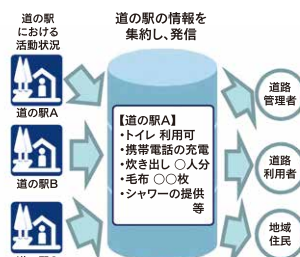 道の駅
における
活動状況
道の駅の情報を
集約し、発信
道の駅A
道の駅B
【道の駅A】
・トイレ 利用可
・携帯電話の充電
・炊き出し 〇人分
・毛布 〇〇枚
・シャワーの提供
等
道路
管理者
道路
利用者
地域
住民